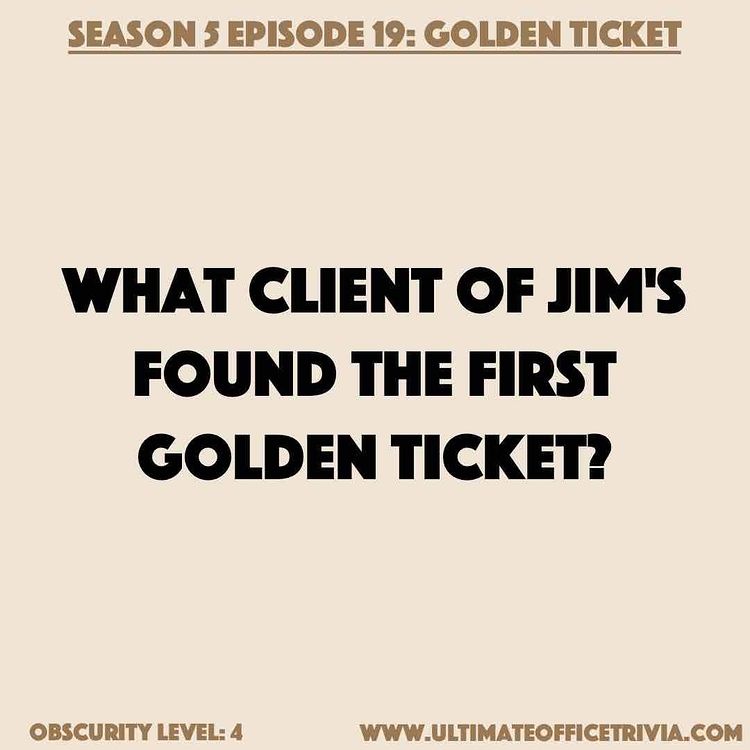 SEASON 5 EPISODE 19: GOLDEN TICKET
WHAT CLIENT OF JIM'S
FOUND THE FIRST
GOLDEN TICKET?
OBSCURITY LEVEL: 4
WWW.ULTIMATEOFFICETRIVIA.COM